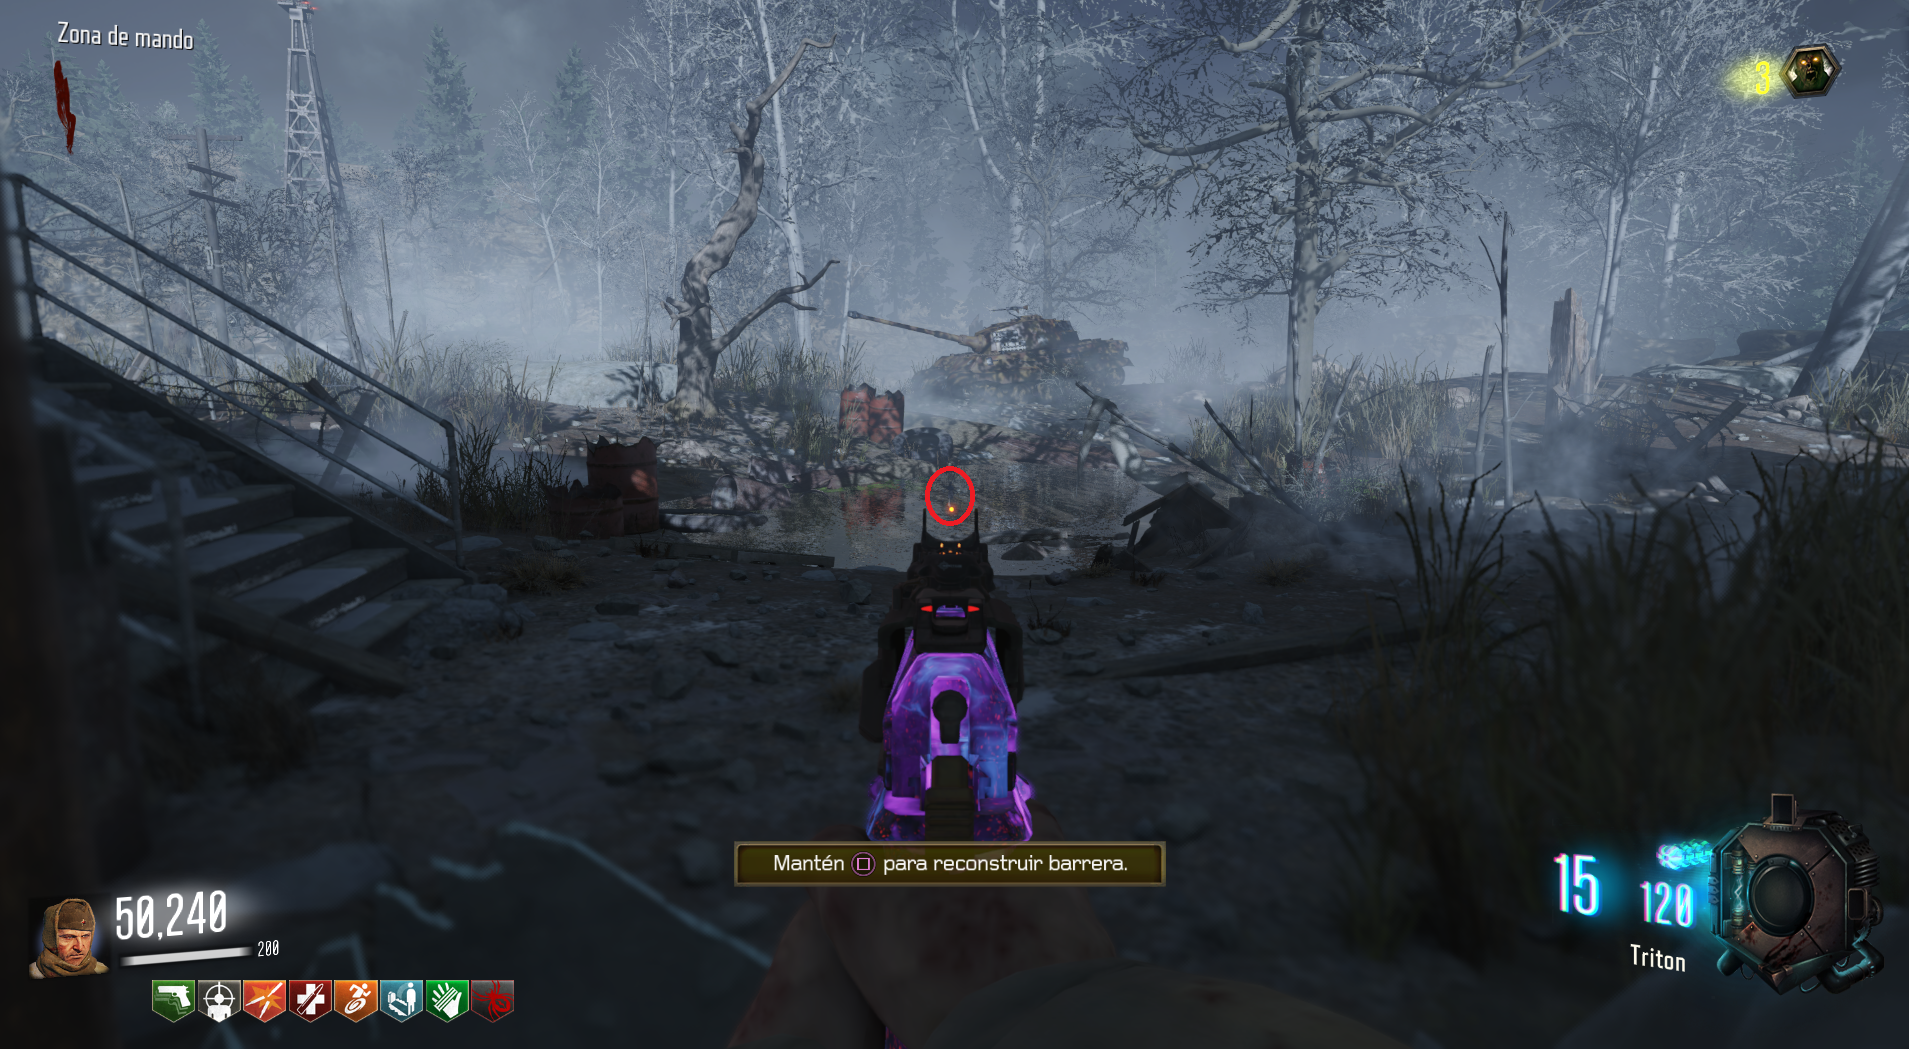 Zona de mando
3
Mantén para reconstruir barrera.
50,240
200
15
120
Triton